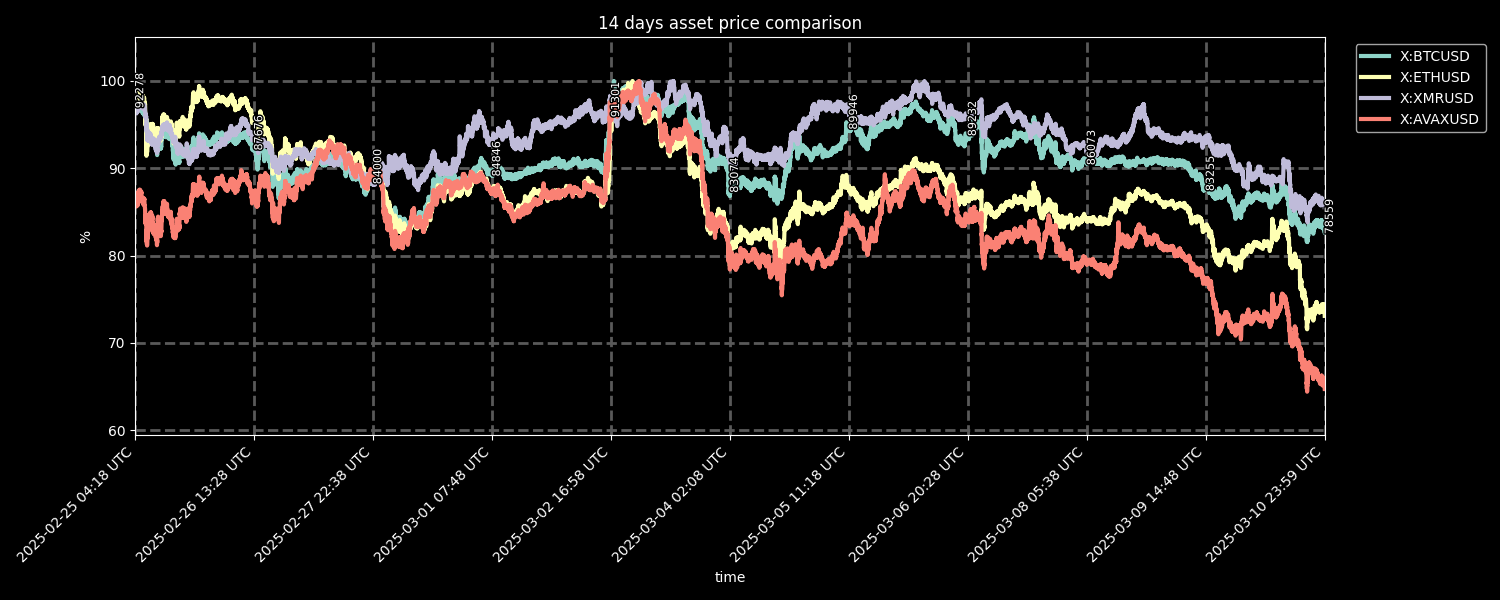 14 days asset price comparison
X:BTCUSD
X:ETHUSD
X:XMRUSD
X:AVAXUSD
100
90
80
70
60
%
92278
87676
84000
84846
91301
83074
89946
89232
86073
83255
78559
2025-02-25 04:18 UTC
2025-02-26 13:28 UTC
2025-02-27 22:38 UTC
2025-03-01 07:48 UTC
2025-03-02 16:58 UTC
2025-03-04 02:08 UTC
2025-03-05 11:18 UTC
2025-03-06 20:28 UTC
2025-03-08 05:38 UTC
2025-03-09 14:48 UTC
2025-03-10 23:59 UTC
time